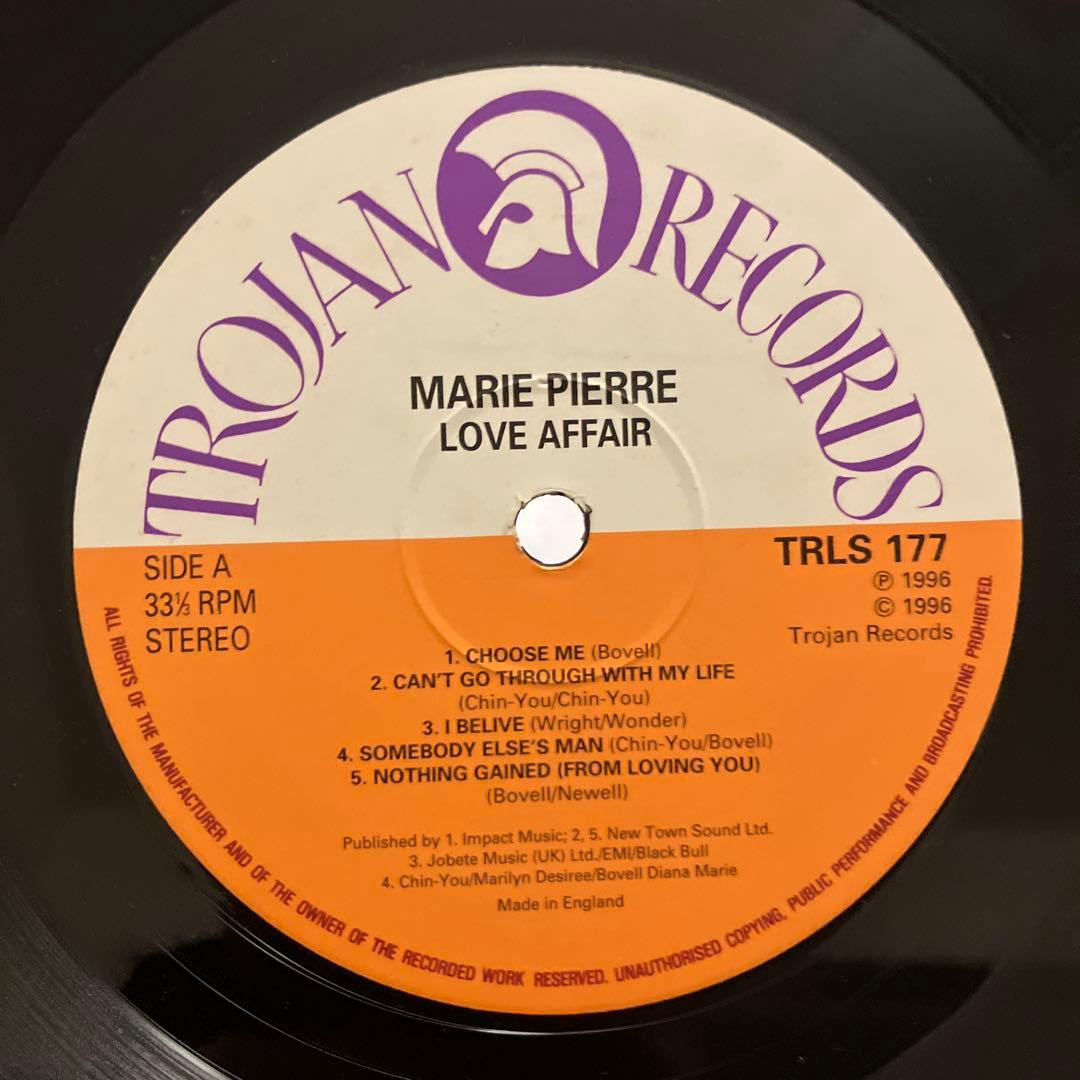 TROJAN RECORDS
MARIE PIERRE
LOVE AFFAIR
SIDE A
33⅓ RPM
STEREO
TRLS 177
℗ 1996
© 1996
Trojan Records
1. CHOOSE ME (Bovell)
2. CAN'T GO THROUGH WITH MY LIFE
(Chin-You/Chin-You)
3. I BELIVE (Wright/Wonder)
4. SOMEBODY ELSE'S MAN (Chin-You/Bovell)
5. NOTHING GAINED (FROM LOVING YOU)
(Bovell/Newell)
Published by 1. Impact Music; 2, 5. New Town Sound Ltd.
3. Jobete Music (UK) Ltd./EMI/Black Bull
4. Chin-You/Marilyn Desiree/Bovell Diana Marie
Made in England
ALL RIGHTS OF THE MANUFACTURER AND OF THE OWNER OF THE RECORDED WORK RESERVED. UNAUTHORISED COPYING, PUBLIC PERFORMANCE AND BROADCASTING PROHIBITED.